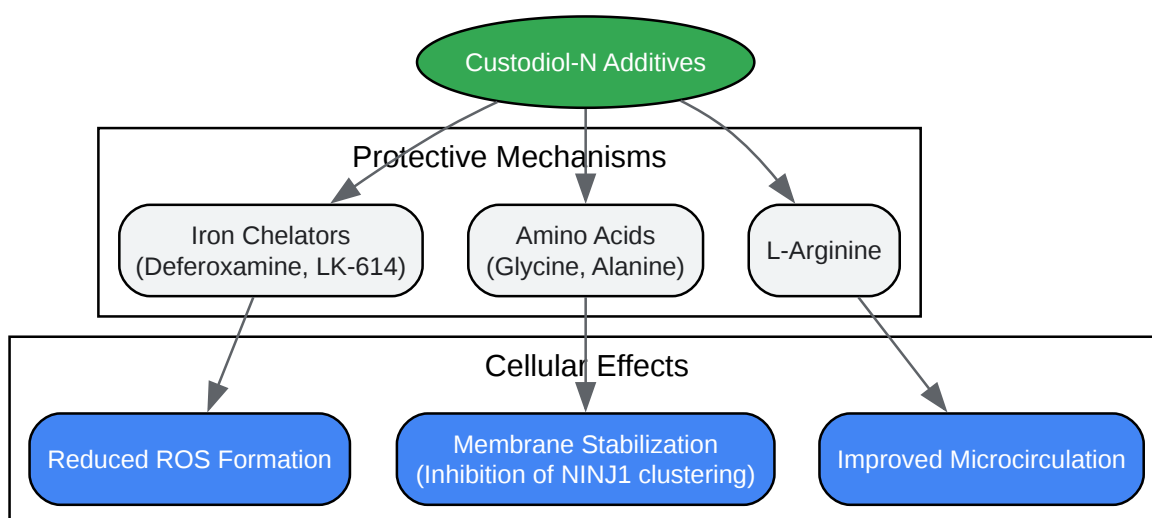 Custodiol-N Additives
Protective Mechanisms
Iron Chelators
(Deferoxamine, LK-614)
Amino Acids
(Glycine, Alanine)
L-Arginine
Cellular Effects
Reduced ROS Formation
Membrane Stabilization
(Inhibition of NINJ1 clustering)
Improved Microcirculation